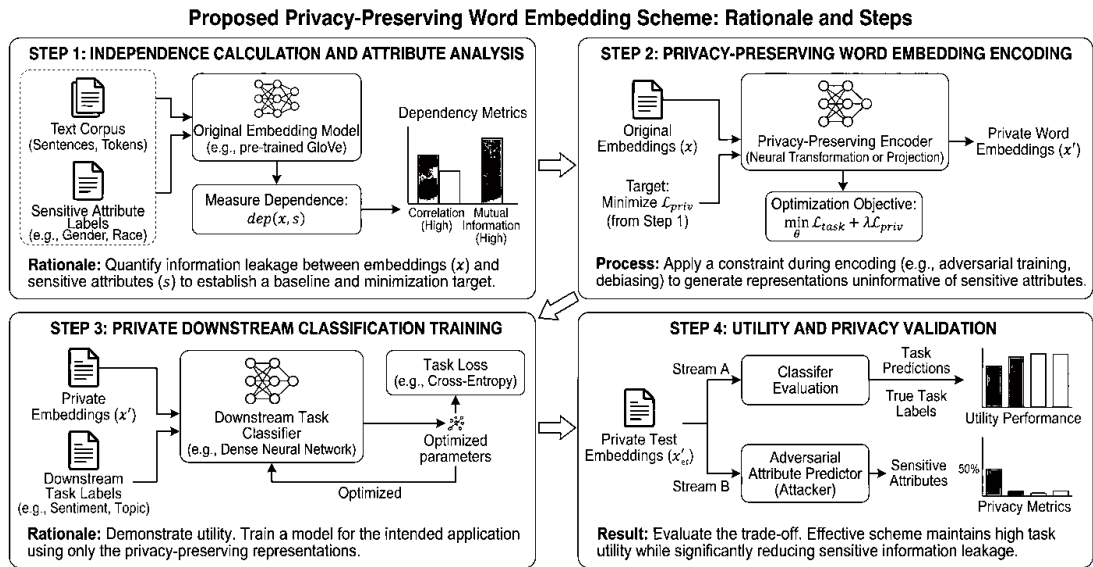 Proposed Privacy-Preserving Word Embedding Scheme: Rationale and Steps
STEP 1: INDEPENDENCE CALCULATION AND ATTRIBUTE ANALYSIS
Text Corpus
(Sentences, Tokens)
Sensitive Attribute
Labels
(e.g., Gender, Race)
Original Embedding Model
(e.g., pre-trained GloVe)
Measure Dependence:
dep(x, s)
Dependency Metrics
Correlation
(High)
Mutual
Information
(High)
Rationale: Quantify information leakage between embeddings (x) and
sensitive attributes (s) to establish a baseline and minimization target.
STEP 2: PRIVACY-PRESERVING WORD EMBEDDING ENCODING
Original
Embeddings (x)
Target:
Minimize ℒ_priv
(from Step 1)
Privacy-Preserving Encoder
(Neural Transformation or Projection)
Private Word
Embeddings (x′)
Optimization Objective:
min ℒ_task + λℒ_priv
θ
Process: Apply a constraint during encoding (e.g., adversarial training,
debiasing) to generate representations uninformative of sensitive attributes.
STEP 3: PRIVATE DOWNSTREAM CLASSIFICATION TRAINING
Private
Embeddings (x′)
Downstream
Task Labels
(e.g., Sentiment, Topic)
Downstream Task
Classifier
(e.g., Dense Neural Network)
Task Loss
(e.g., Cross-Entropy)
Optimized
parameters
Optimized
Rationale: Demonstrate utility. Train a model for the intended application
using only the privacy-preserving representations.
STEP 4: UTILITY AND PRIVACY VALIDATION
Private Test
Embeddings (x′et)
Stream A
Classifer
Evaluation
Task
Predictions
True Task
Labels
Utility Performance
Stream B
Adversarial
Attribute Predictor
(Attacker)
Sensitive
Attributes
50%
Privacy Metrics
Result: Evaluate the trade-off. Effective scheme maintains high task
utility while significantly reducing sensitive information leakage.